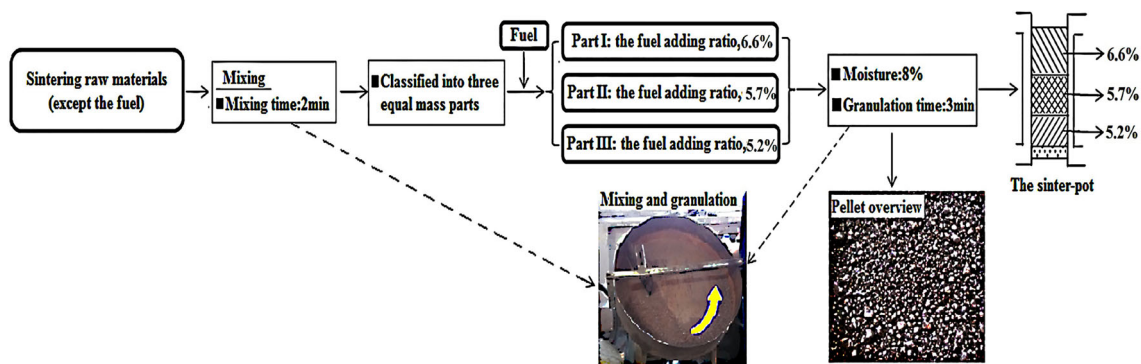 Sintering raw materials
(except the fuel)
Mixing
■Mixing time:2min
■Classified into three
equal mass parts
Fuel
Part I: the fuel adding ratio,6.6%
Part II: the fuel adding ratio,5.7%
Part III: the fuel adding ratio,5.2%
■Moisture:8%
■Granulation time:3min
6.6%
5.7%
5.2%
The sinter-pot
Mixing and granulation
Pellet overview